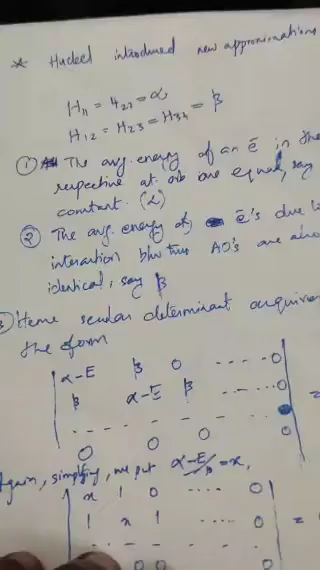 * Huckel introduced new approximations
H₁₁ = H₂₂ = α
H₁₂ = H₂₃ = H₃₄ = β
① The avg. energy of an ē in the
respective at. orb are equal, say
constant. (α)
② The avg. energy of ē's due to
interaction b/w two AO's are also
identical, say β
Hence secular determinant acquires
the form
α-E β 0 ----- 0
β α-E β ----- 0
- - - - - - - -
0 0 0 0
=
Again, simplifying, we put α-E/β = x,
x 1 0 ..... 0
1 x 1 ..... 0
- - - - - -
0 0
=